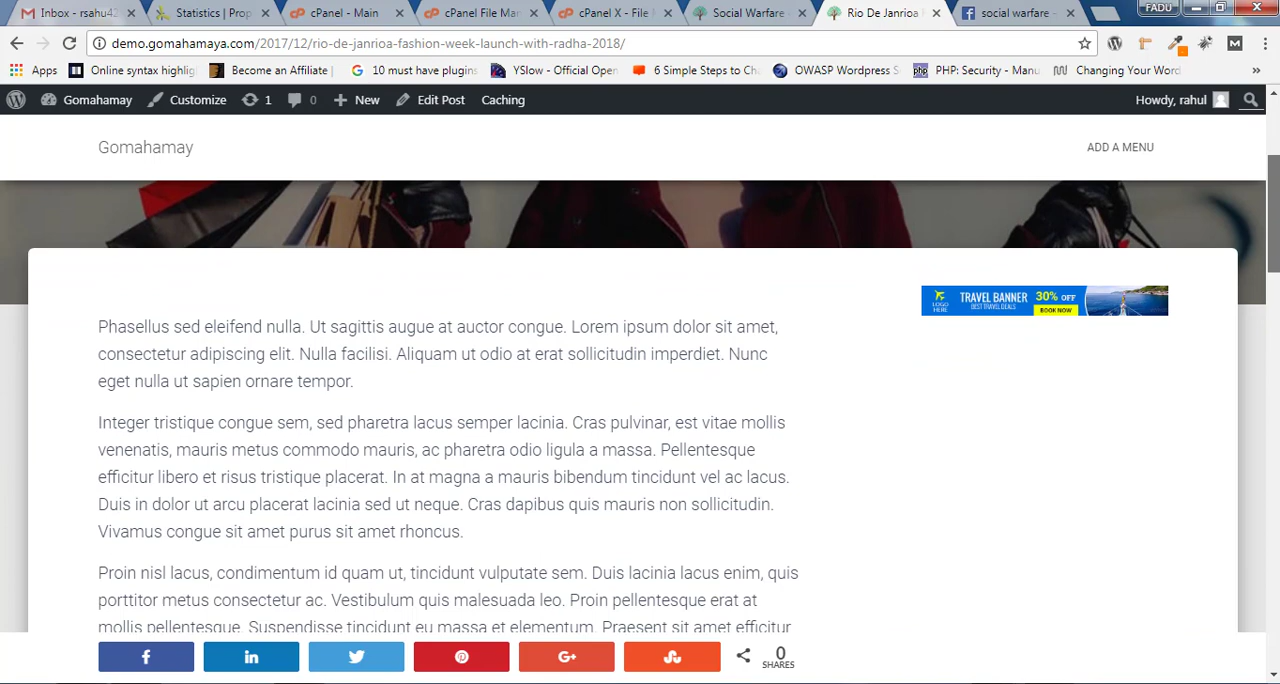 Inbox - rsahu42
Statistics | Prop
cPanel - Main
cPanel File Man
cPanel X - File
Social Warfare
Rio De Janrioa
social warfare
FADU
demo.gomahamaya.com/2017/12/rio-de-janrioa-fashion-week-launch-with-radha-2018/
Apps
Online syntax highlig
Become an Affiliate |
10 must have plugins
YSlow - Official Open
6 Simple Steps to Ch
OWASP Wordpress S
PHP: Security - Manu
Changing Your Word
Gomahamay
Customize
1
0
New
Edit Post
Caching
Howdy, rahul
Gomahamay
ADD A MENU
LOGO HERE
TRAVEL BANNER
BEST TRAVEL DEALS
30% OFF
BOOK NOW
Phasellus sed eleifend nulla. Ut sagittis augue at auctor congue. Lorem ipsum dolor sit amet,
consectetur adipiscing elit. Nulla facilisi. Aliquam ut odio at erat sollicitudin imperdiet. Nunc
eget nulla ut sapien ornare tempor.
Integer tristique congue sem, sed pharetra lacus semper lacinia. Cras pulvinar, est vitae mollis
venenatis, mauris metus commodo mauris, ac pharetra odio ligula a massa. Pellentesque
efficitur libero et risus tristique placerat. In at magna a mauris bibendum tincidunt vel ac lacus.
Duis in dolor ut arcu placerat lacinia sed ut neque. Cras dapibus quis mauris non sollicitudin.
Vivamus congue sit amet purus sit amet rhoncus.
Proin nisl lacus, condimentum id quam ut, tincidunt vulputate sem. Duis lacinia lacus enim, quis
porttitor metus consectetur ac. Vestibulum quis malesuada leo. Proin pellentesque erat at
mollis pellentesque. Suspendisse tincidunt eu massa et elementum. Praesent sit amet efficitur
0
SHARES